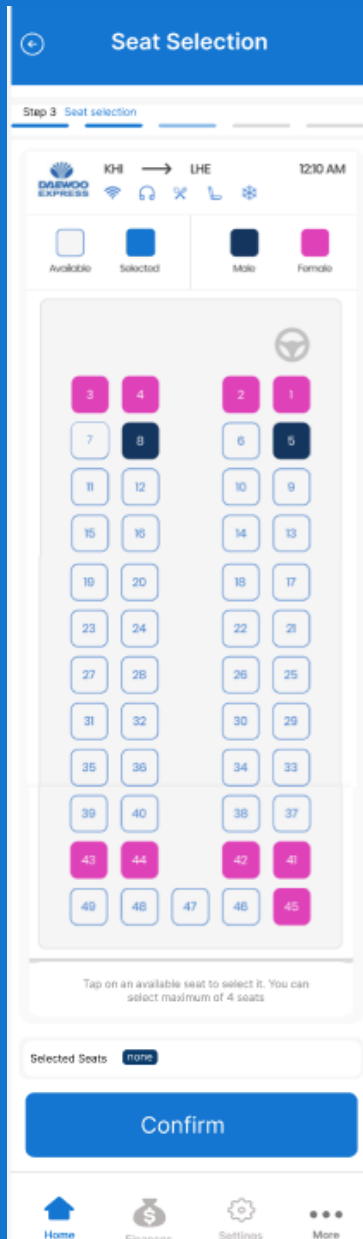 Seat Selection
Step 3 Seat selection
DAEWOO
EXPRESS
KHI LHE 12:10 AM
Available Selected Male Female
3 4 2 1
7 8 6 5
11 12 10 9
15 16 14 13
19 20 18 17
23 24 22 21
27 28 26 25
31 32 30 29
35 36 34 33
39 40 38 37
43 44 42 41
49 48 47 46 45
Tap on an available seat to select it. You can
select maximum of 4 seats
Selected Seats none
Confirm
Home Finances Settings More